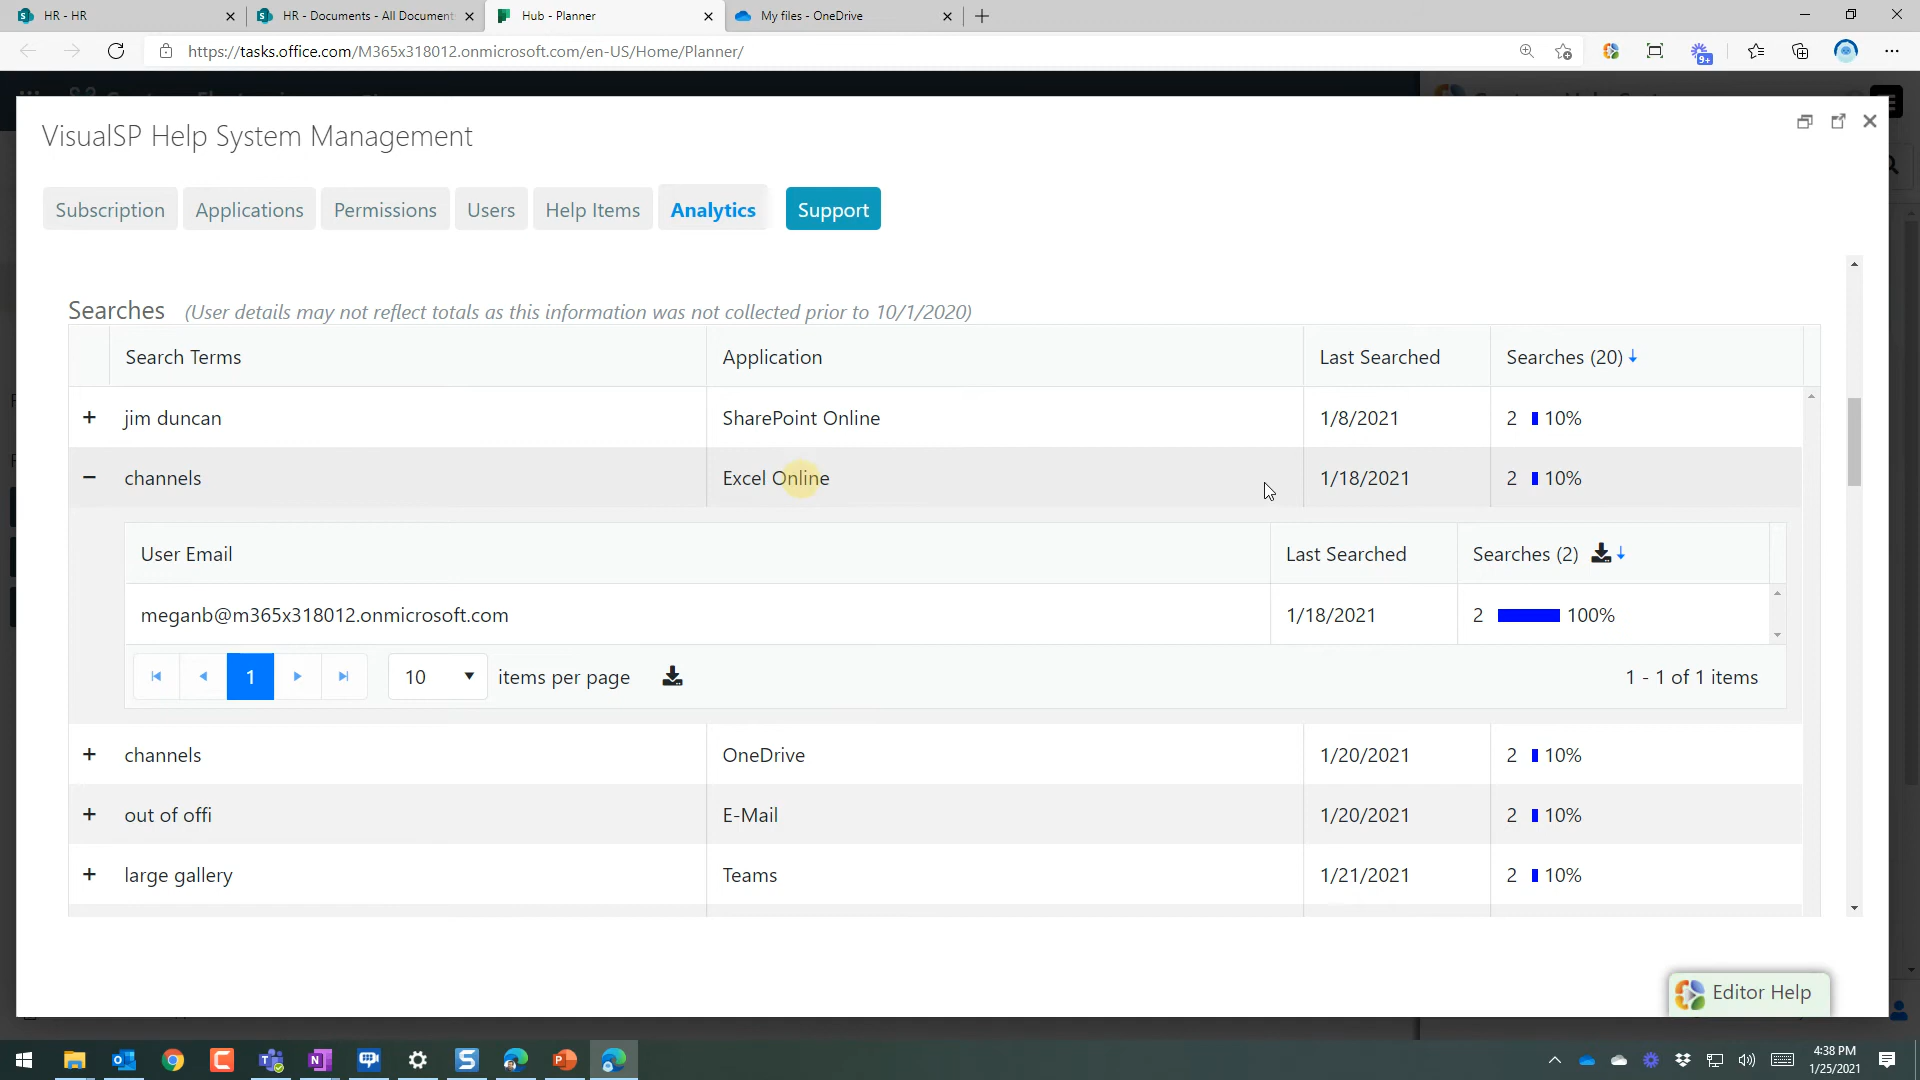 HR - HR
HR - Documents - All Document
Hub - Planner
My files - OneDrive
https://tasks.office.com/M365x318012.onmicrosoft.com/en-US/Home/Planner/
9+
VisualSP Help System Management
Subscription
Applications
Permissions
Users
Help Items
Analytics
Support
Searches (User details may not reflect totals as this information was not collected prior to 10/1/2020)
Search Terms Application Last Searched Searches (20)
+ jim duncan SharePoint Online 1/8/2021 2 10%
− channels Excel Online 1/18/2021 2 10%
User Email Last Searched Searches (2)
meganb@m365x318012.onmicrosoft.com 1/18/2021 2 100%
1 10 items per page 1 - 1 of 1 items
+ channels OneDrive 1/20/2021 2 10%
+ out of offi E-Mail 1/20/2021 2 10%
+ large gallery Teams 1/21/2021 2 10%
Editor Help
4:38 PM
1/25/2021